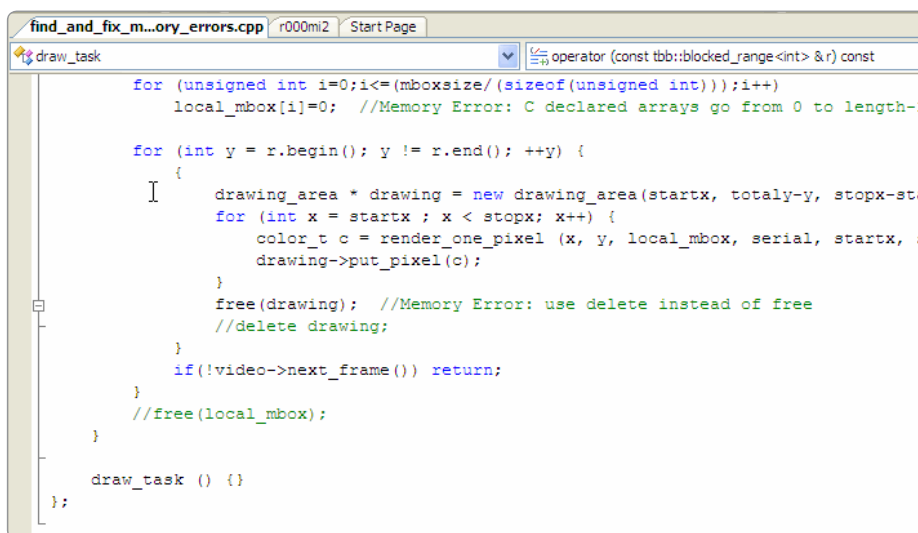 find_and_fix_m...ory_errors.cpp r000mi2 Start Page
draw_task operator (const tbb::blocked_range<int> & r) const
for (unsigned int i=0;i<=(mboxsize/(sizeof(unsigned int)));i++)
local_mbox[i]=0; //Memory Error: C declared arrays go from 0 to length-
for (int y = r.begin(); y != r.end(); ++y) {
{
drawing_area * drawing = new drawing_area(startx, totaly-y, stopx-sta
for (int x = startx ; x < stopx; x++) {
color_t c = render_one_pixel (x, y, local_mbox, serial, startx,
drawing->put_pixel(c);
}
free(drawing); //Memory Error: use delete instead of free
//delete drawing;
}
if(!video->next_frame()) return;
}
//free(local_mbox);
}
draw_task () {}
};